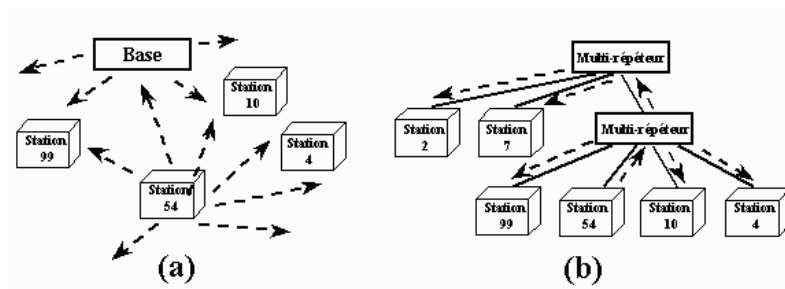 Base
Station
10
Station
99
Station
4
Station
54
(a)
Multi-répéteur
Station
2
Station
7
Multi-répéteur
Station
99
Station
54
Station
10
Station
4
(b)